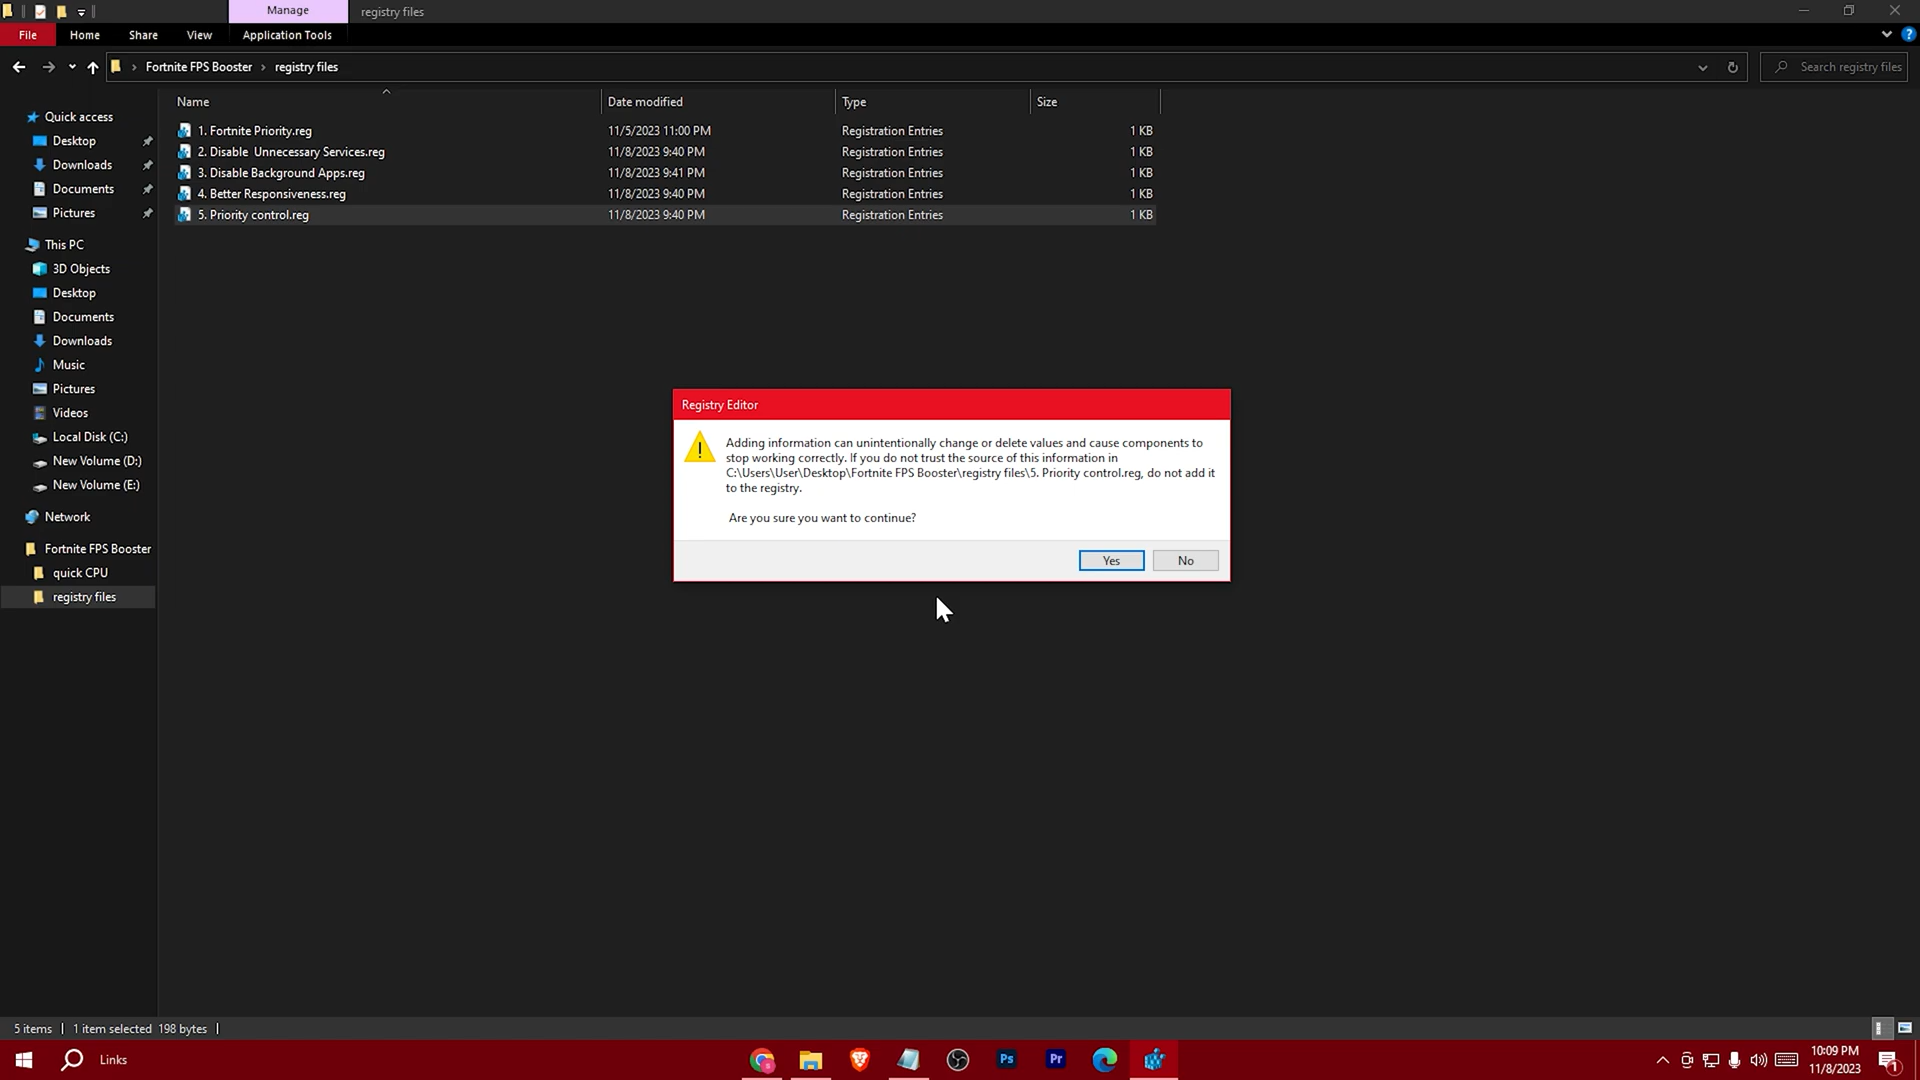 Manage
registry files
File
Home
Share
View
Application Tools
Fortnite FPS Booster
registry files
Search registry files
Name
Date modified
Type
Size
1. Fortnite Priority.reg
11/5/2023 11:00 PM
Registration Entries
1 KB
2. Disable  Unnecessary Services.reg
11/8/2023 9:40 PM
Registration Entries
1 KB
3. Disable Background Apps.reg
11/8/2023 9:41 PM
Registration Entries
1 KB
4. Better Responsiveness.reg
11/8/2023 9:40 PM
Registration Entries
1 KB
5. Priority control.reg
11/8/2023 9:40 PM
Registration Entries
1 KB
Quick access
Desktop
Downloads
Documents
Pictures
This PC
3D Objects
Desktop
Documents
Downloads
Music
Pictures
Videos
Local Disk (C:)
New Volume (D:)
New Volume (E:)
Network
Fortnite FPS Booster
quick CPU
registry files
Registry Editor
Adding information can unintentionally change or delete values and cause components to
stop working correctly. If you do not trust the source of this information in
C:\Users\User\Desktop\Fortnite FPS Booster\registry files\5. Priority control.reg, do not add it
to the registry.
Are you sure you want to continue?
Yes
No
5 items
1 item selected 198 bytes
Links
Ps
Pr
10:09 PM
11/8/2023
1